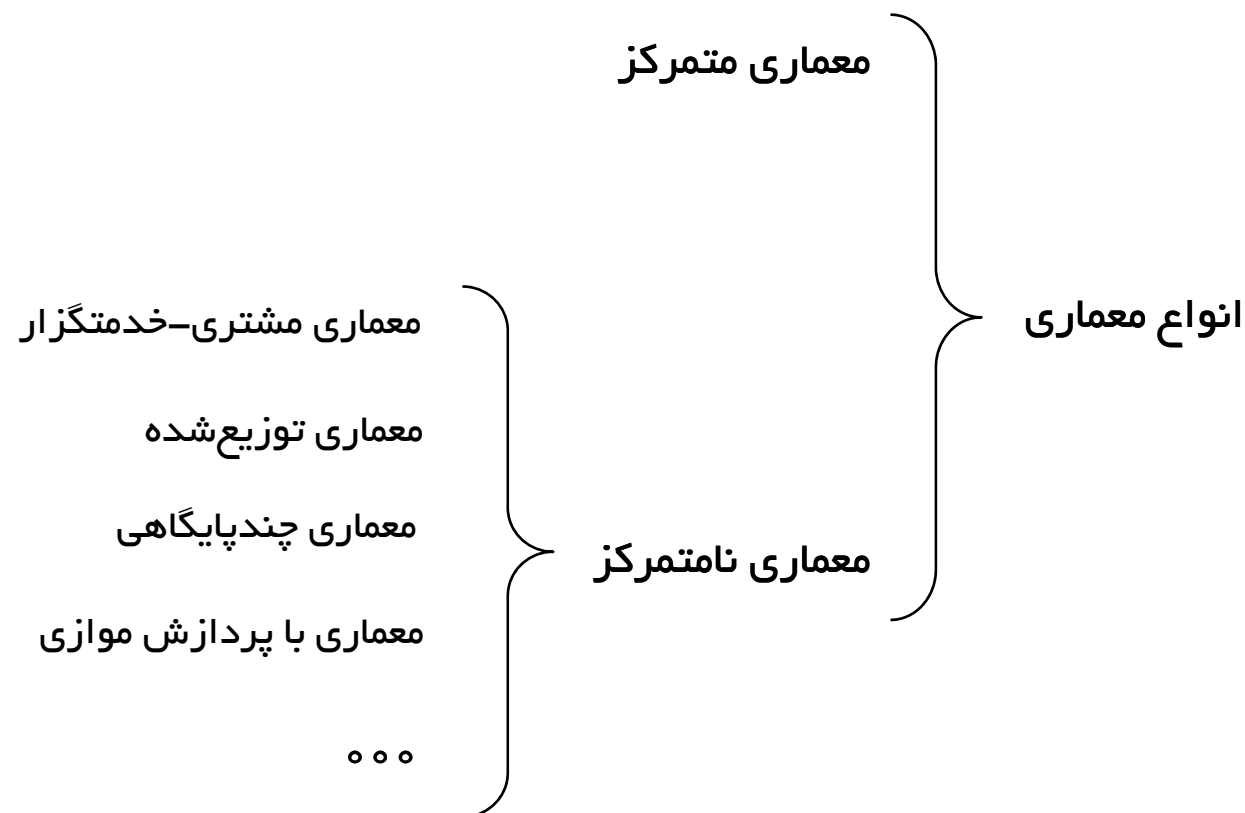 انواع معماری
معماری متمرکز
معماری نامتمرکز
معماری مشتری-خدمتگزار
معماری توزیع‌شده
معماری چندپایگاهی
معماری با پردازش موازی
...